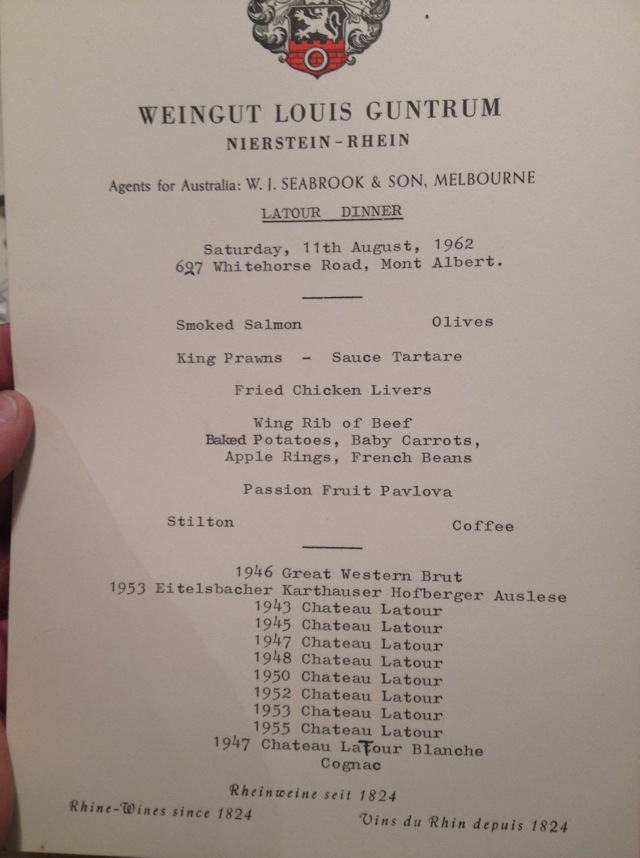 WEINGUT LOUIS GUNTRUM
NIERSTEIN-RHEIN
Agents for Australia: W. J. SEABROOK & SON, MELBOURNE
LATOUR DINNER
Saturday, 11th August, 1962
627 Whitehorse Road, Mont Albert.
Smoked Salmon Olives
King Prawns - Sauce Tartare
Fried Chicken Livers
Wing Rib of Beef
Baked Potatoes, Baby Carrots,
Apple Rings, French Beans
Passion Fruit Pavlova
Stilton Coffee
1946 Great Western Brut
1953 Eitelsbacher Karthauser Hofberger Auslese
1943 Chateau Latour
1945 Chateau Latour
1947 Chateau Latour
1948 Chateau Latour
1950 Chateau Latour
1952 Chateau Latour
1953 Chateau Latour
1955 Chateau Latour
1947 Chateau LaTour Blanche
Cognac
Rheinweine seit 1824
Rhine-Wines since 1824
Vins du Rhin depuis 1824